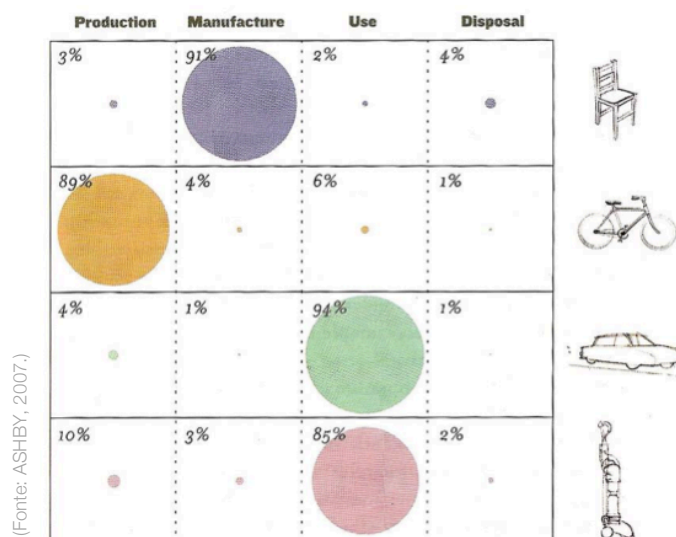 Production Manufacture Use Disposal
3% 91% 2% 4%
89% 4% 6% 1%
4% 1% 94% 1%
10% 3% 85% 2%
(Fonte: ASHBY, 2007.)